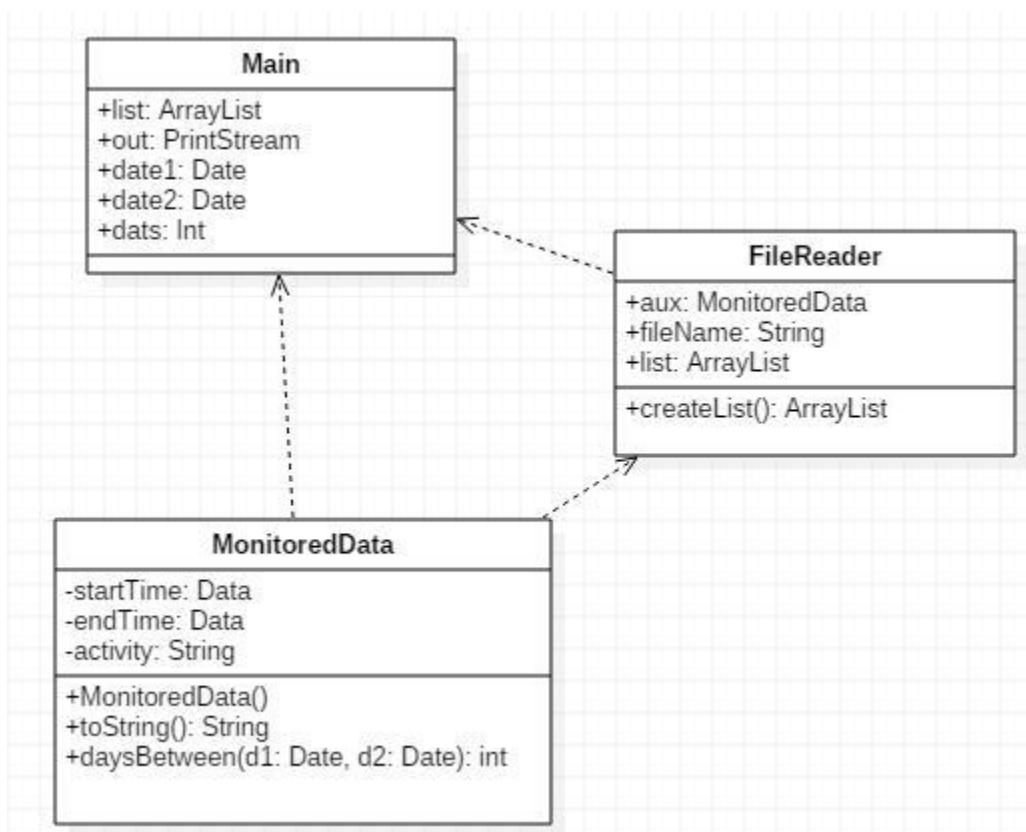 Main
+list: ArrayList
+out: PrintStream
+date1: Date
+date2: Date
+dats: Int
FileReader
+aux: MonitoredData
+fileName: String
+list: ArrayList
+createList(): ArrayList
MonitoredData
-startTime: Data
-endTime: Data
-activity: String
+MonitoredData()
+toString(): String
+daysBetween(d1: Date, d2: Date): int